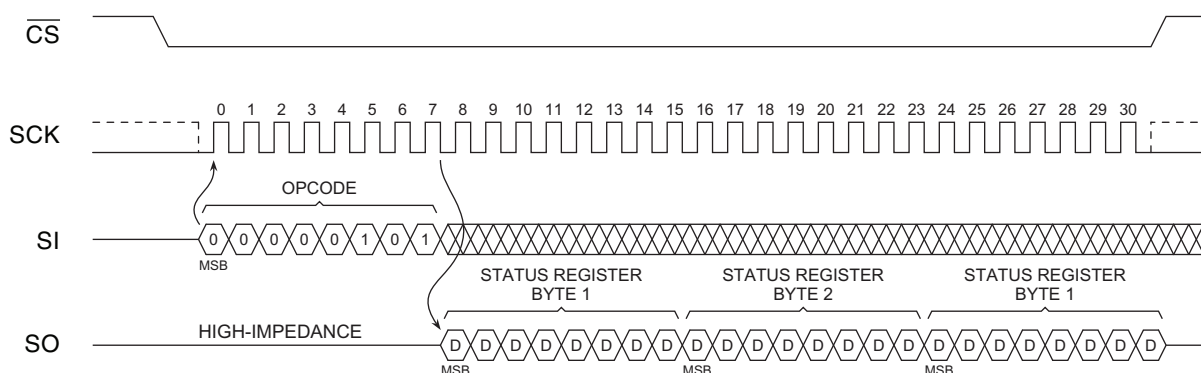 CS
0 1 2 3 4 5 6 7 8 9 10 11 12 13 14 15 16 17 18 19 20 21 22 23 24 25 26 27 28 29 30
SCK
OPCODE
SI
0 0 0 0 0 1 0 1
MSB
STATUS REGISTER
BYTE 1
STATUS REGISTER
BYTE 2
STATUS REGISTER
BYTE 1
HIGH-IMPEDANCE
SO
D D D D D D D D D D D D D D D D D D D D D D D D
MSB MSB MSB